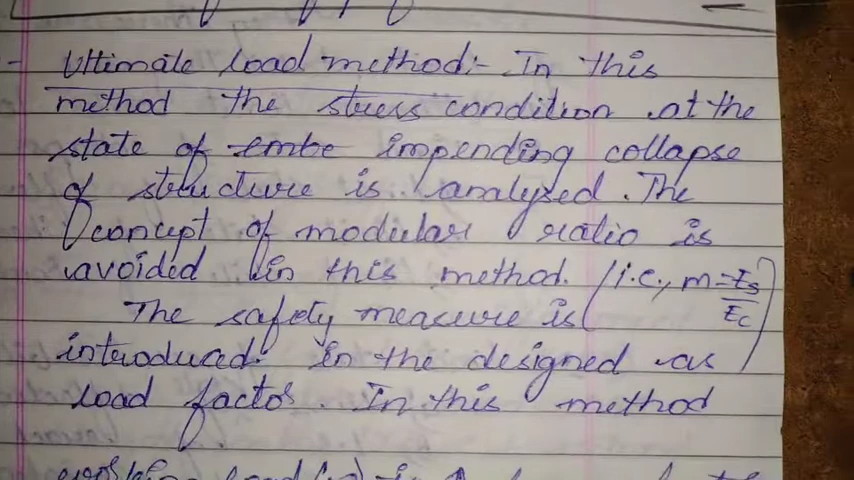 - Ultimate load method:- In this
method the stress condition at the
state of embe impending collapse
of structure is analysed. The
concept of modular ratio is
avoided in this method. (i.e., m = Es/Ec)
The safety measure is
introduced in the designed as
load factor. In this method
working load